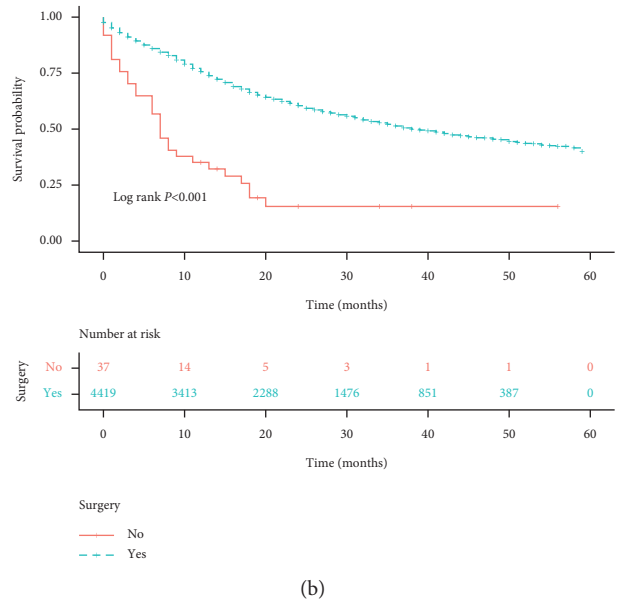 1.00
0.75
0.50
0.25
0.00
Survival probability
Log rank P<0.001
0 10 20 30 40 50 60
Time (months)
Number at risk
Surgery
No 37 14 5 3 1 1 0
Yes 4419 3413 2288 1476 851 387 0
0 10 20 30 40 50 60
Time (months)
Surgery
No
Yes
(b)